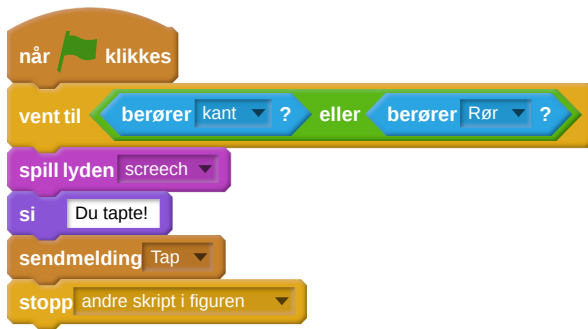 når klikkes
vent til berører kant ? eller berører Rør ?
spill lyden screech
si Du tapte!
sendmelding Tap
stopp andre skript i figuren